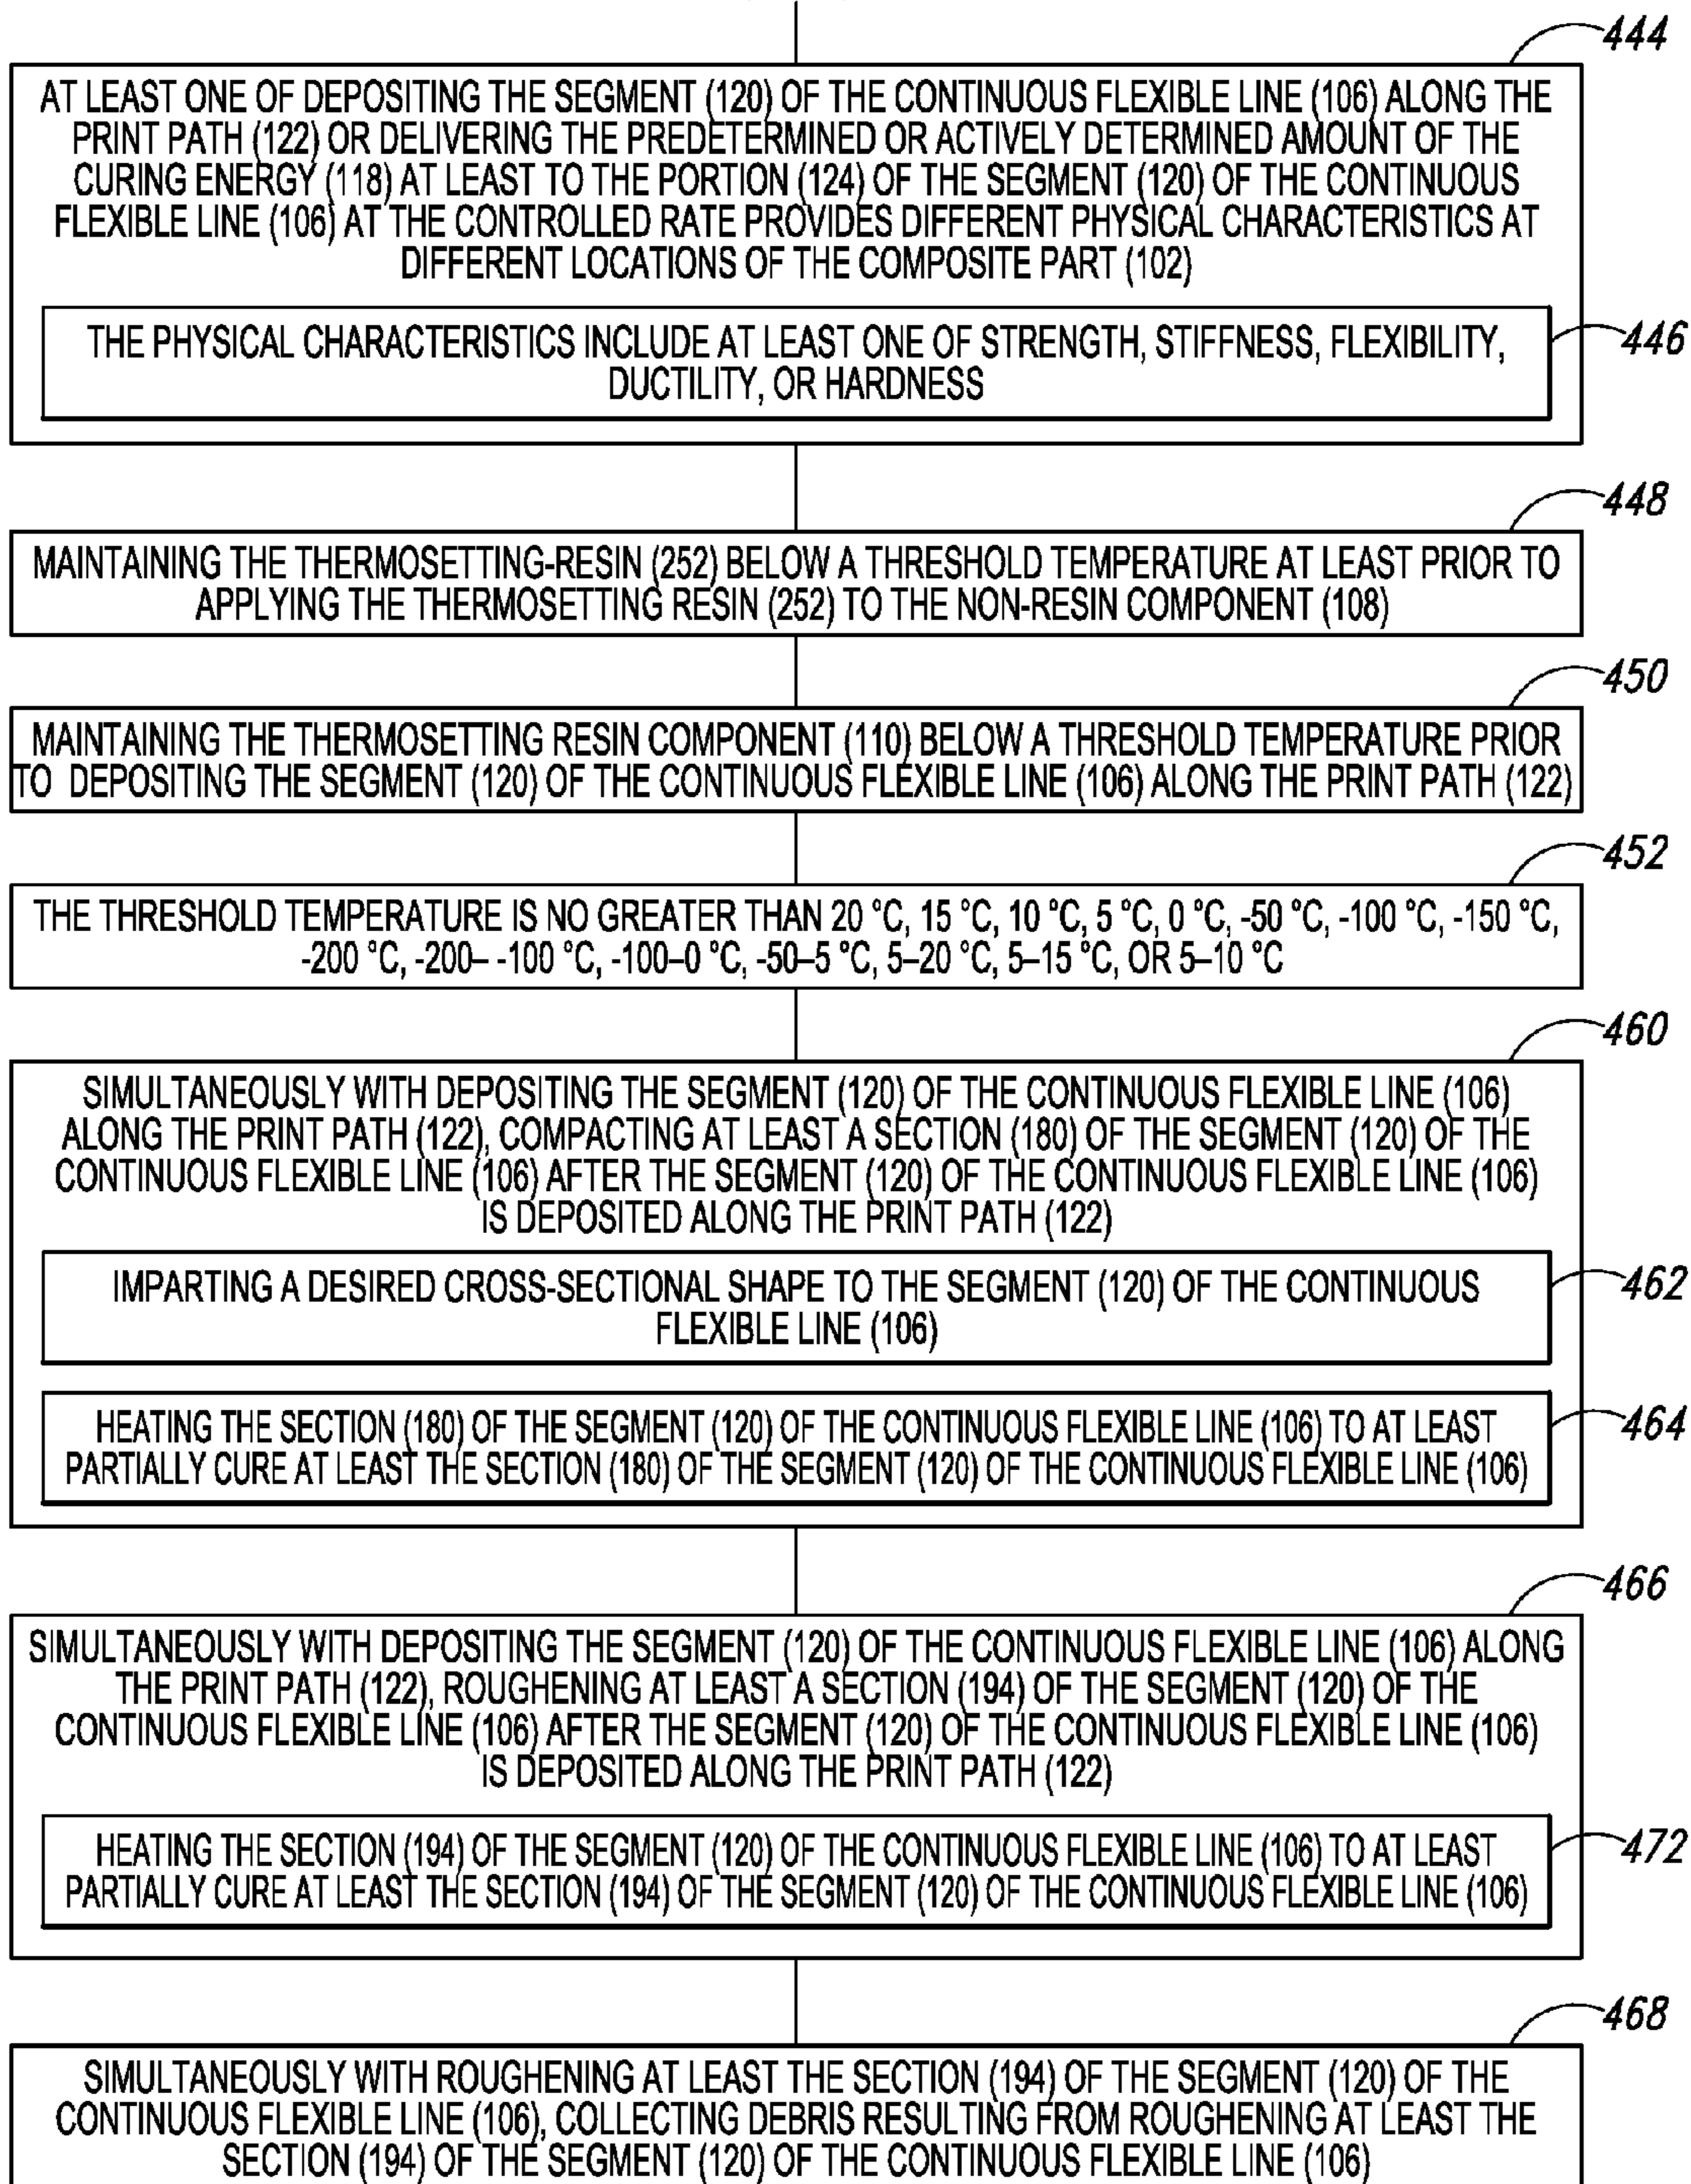 444
AT LEAST ONE OF DEPOSITING THE SEGMENT (120) OF THE CONTINUOUS FLEXIBLE LINE (106) ALONG THE
PRINT PATH (122) OR DELIVERING THE PREDETERMINED OR ACTIVELY DETERMINED AMOUNT OF THE
CURING ENERGY (118) AT LEAST TO THE PORTION (124) OF THE SEGMENT (120) OF THE CONTINUOUS
FLEXIBLE LINE (106) AT THE CONTROLLED RATE PROVIDES DIFFERENT PHYSICAL CHARACTERISTICS AT
DIFFERENT LOCATIONS OF THE COMPOSITE PART (102)
446
THE PHYSICAL CHARACTERISTICS INCLUDE AT LEAST ONE OF STRENGTH, STIFFNESS, FLEXIBILITY,
DUCTILITY, OR HARDNESS
448
MAINTAINING THE THERMOSETTING-RESIN (252) BELOW A THRESHOLD TEMPERATURE AT LEAST PRIOR TO
APPLYING THE THERMOSETTING RESIN (252) TO THE NON-RESIN COMPONENT (108)
450
MAINTAINING THE THERMOSETTING RESIN COMPONENT (110) BELOW A THRESHOLD TEMPERATURE PRIOR
TO DEPOSITING THE SEGMENT (120) OF THE CONTINUOUS FLEXIBLE LINE (106) ALONG THE PRINT PATH (122)
452
THE THRESHOLD TEMPERATURE IS NO GREATER THAN 20 °C, 15 °C, 10 °C, 5 °C, 0 °C, -50 °C, -100 °C, -150 °C,
-200 °C, -200– -100 °C, -100–0 °C, -50–5 °C, 5–20 °C, 5–15 °C, OR 5–10 °C
460
SIMULTANEOUSLY WITH DEPOSITING THE SEGMENT (120) OF THE CONTINUOUS FLEXIBLE LINE (106)
ALONG THE PRINT PATH (122), COMPACTING AT LEAST A SECTION (180) OF THE SEGMENT (120) OF THE
CONTINUOUS FLEXIBLE LINE (106) AFTER THE SEGMENT (120) OF THE CONTINUOUS FLEXIBLE LINE (106)
IS DEPOSITED ALONG THE PRINT PATH (122)
462
IMPARTING A DESIRED CROSS-SECTIONAL SHAPE TO THE SEGMENT (120) OF THE CONTINUOUS
FLEXIBLE LINE (106)
464
HEATING THE SECTION (180) OF THE SEGMENT (120) OF THE CONTINUOUS FLEXIBLE LINE (106) TO AT LEAST
PARTIALLY CURE AT LEAST THE SECTION (180) OF THE SEGMENT (120) OF THE CONTINUOUS FLEXIBLE LINE (106)
466
SIMULTANEOUSLY WITH DEPOSITING THE SEGMENT (120) OF THE CONTINUOUS FLEXIBLE LINE (106) ALONG
THE PRINT PATH (122), ROUGHENING AT LEAST A SECTION (194) OF THE SEGMENT (120) OF THE
CONTINUOUS FLEXIBLE LINE (106) AFTER THE SEGMENT (120) OF THE CONTINUOUS FLEXIBLE LINE (106)
IS DEPOSITED ALONG THE PRINT PATH (122)
472
HEATING THE SECTION (194) OF THE SEGMENT (120) OF THE CONTINUOUS FLEXIBLE LINE (106) TO AT LEAST
PARTIALLY CURE AT LEAST THE SECTION (194) OF THE SEGMENT (120) OF THE CONTINUOUS FLEXIBLE LINE (106)
468
SIMULTANEOUSLY WITH ROUGHENING AT LEAST THE SECTION (194) OF THE SEGMENT (120) OF THE
CONTINUOUS FLEXIBLE LINE (106), COLLECTING DEBRIS RESULTING FROM ROUGHENING AT LEAST THE
SECTION (194) OF THE SEGMENT (120) OF THE CONTINUOUS FLEXIBLE LINE (106)